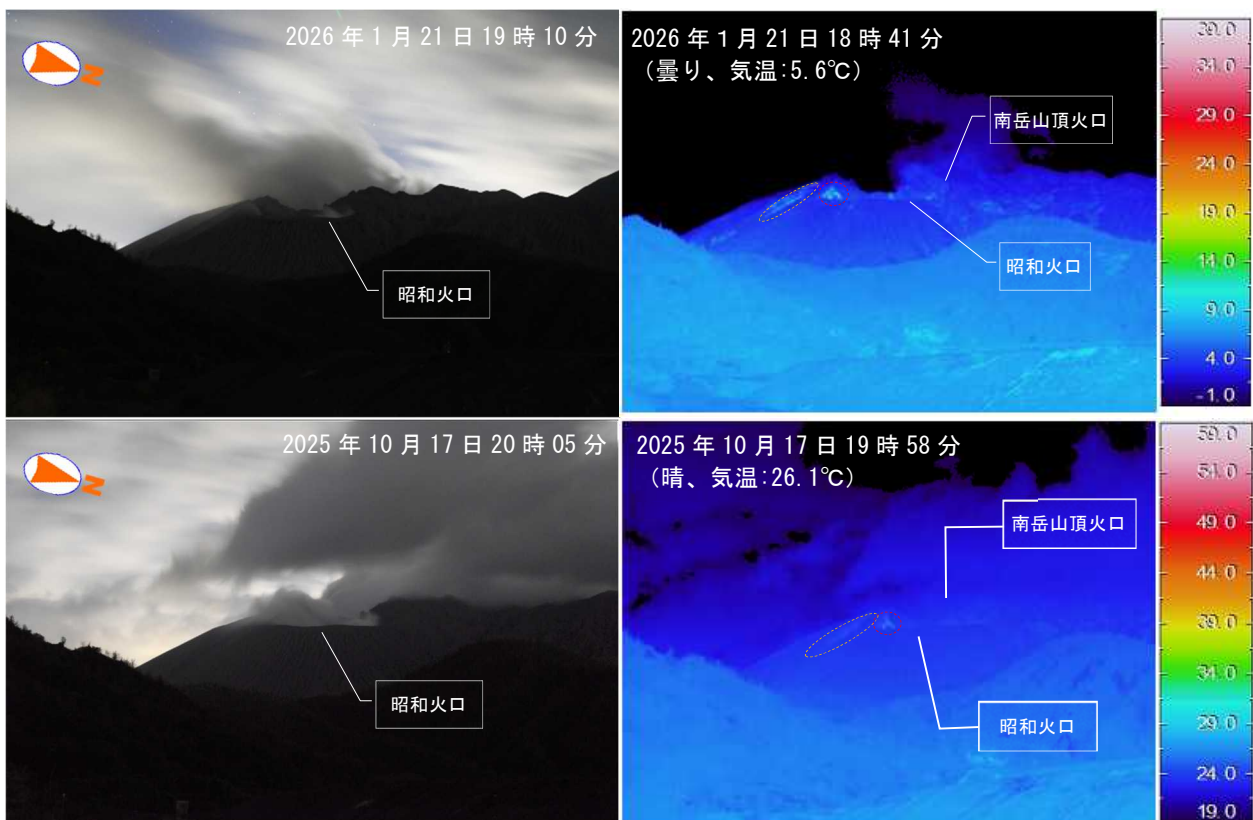 2026年1月21日19時10分
N
昭和火口
2026年1月21日18時41分
(曇り、気温:5.6℃)
南岳山頂火口
昭和火口
39.0
34.0
29.0
24.0
19.0
14.0
9.0
4.0
-1.0
2025年10月17日20時05分
N
昭和火口
2025年10月17日19時58分
(晴、気温:26.1℃)
南岳山頂火口
昭和火口
59.0
54.0
49.0
44.0
39.0
34.0
29.0
24.0
19.0